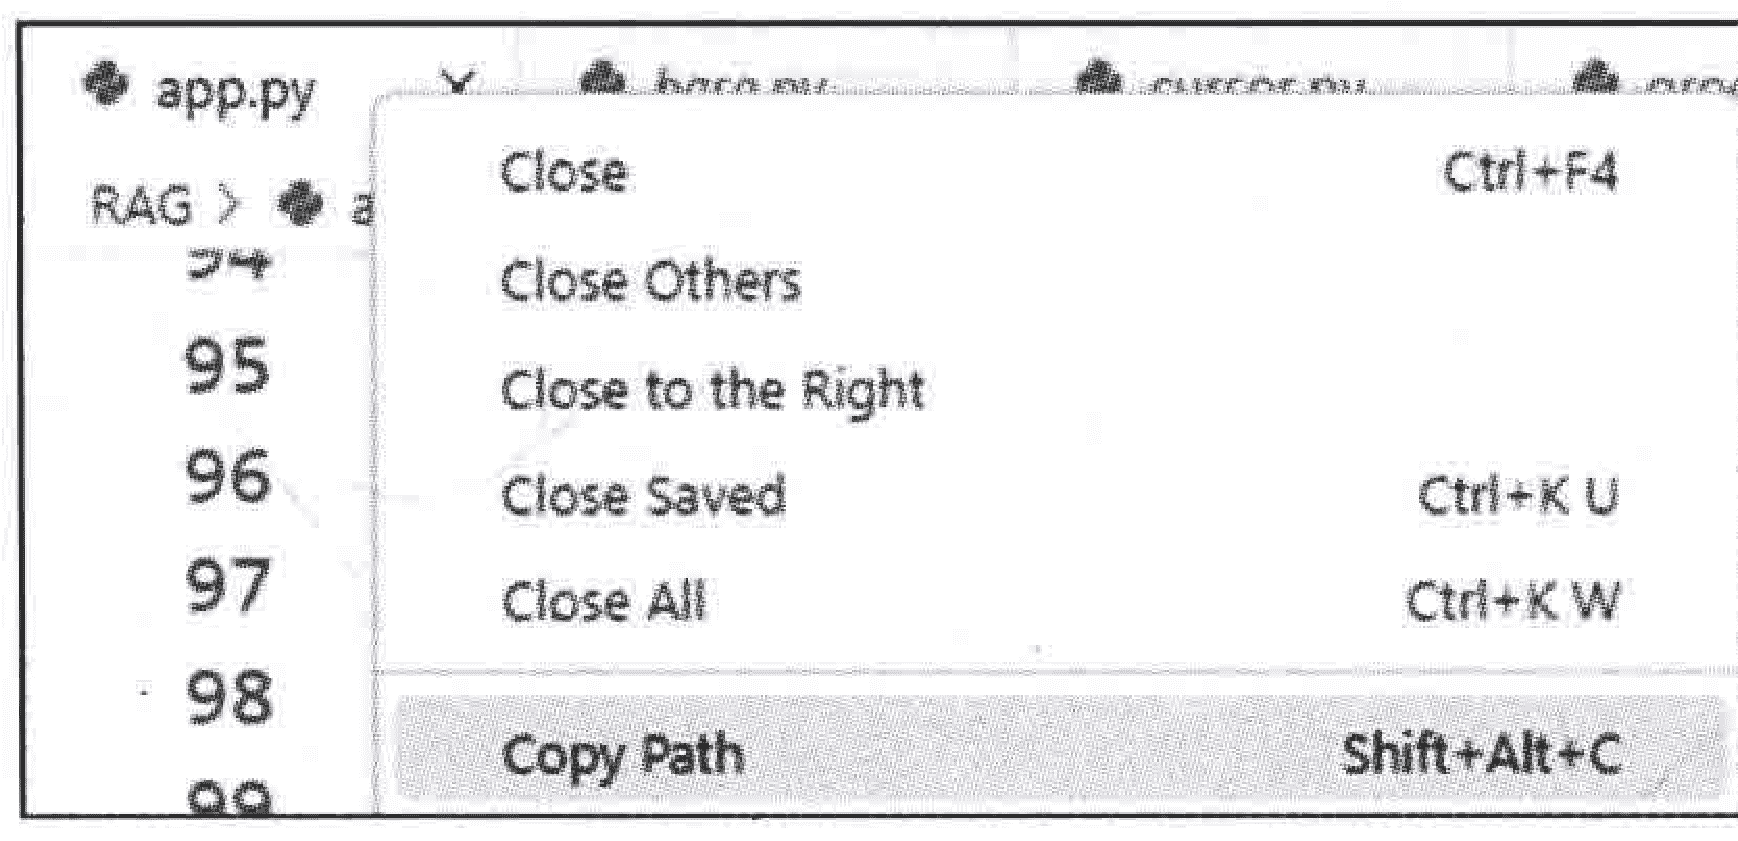 app.py
RAG >
Close Ctrl+F4
Close Others
95
Close to the Right
96
Close Saved Ctrl+K U
97
Close All Ctrl+K W
98
Copy Path Shift+Alt+C